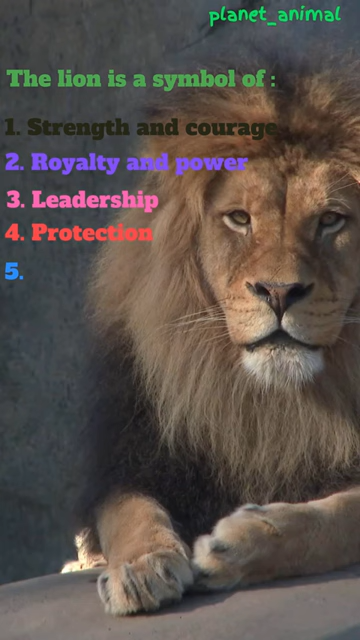 planet_animal
The lion is a symbol of :
1. Strength and courage
2. Royalty and power
3. Leadership
4. Protection
5.